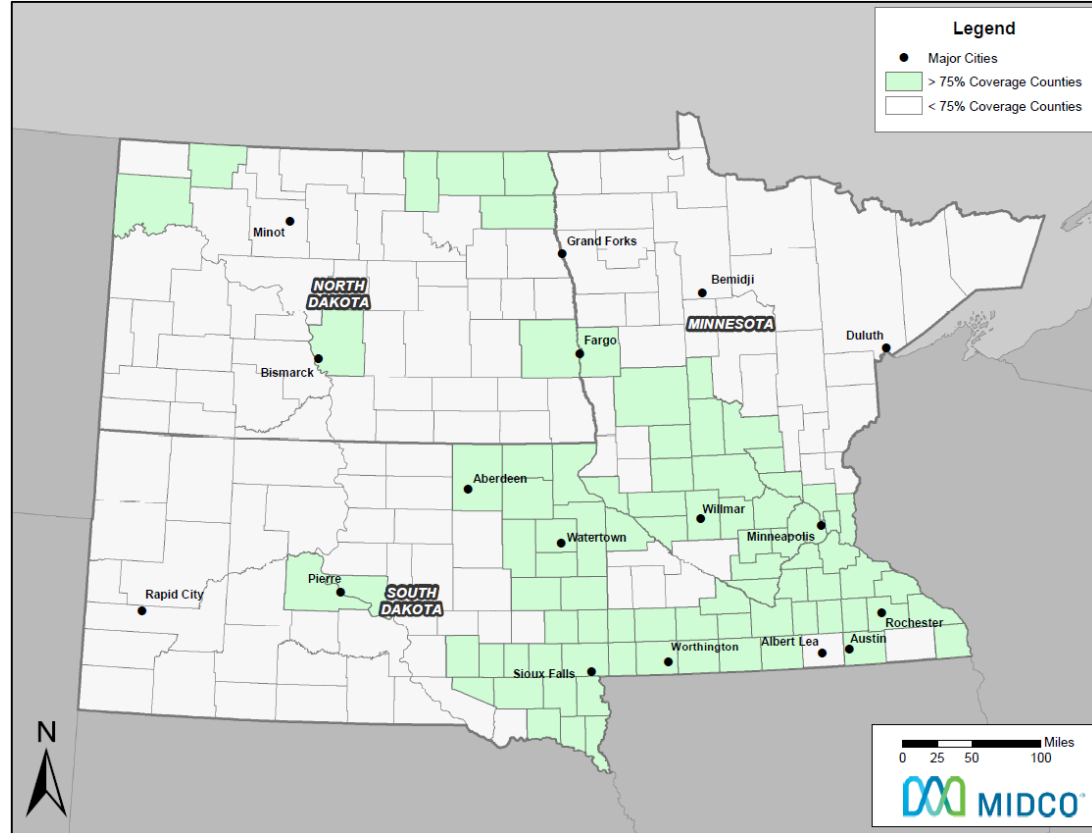 Legend
Major Cities
> 75% Coverage Counties
< 75% Coverage Counties
Minot
Grand Forks
Bemidji
NORTH
DAKOTA
MINNESOTA
Duluth
Fargo
Bismarck
Aberdeen
Willmar
Minneapolis
Watertown
Pierre
SOUTH
DAKOTA
Rapid City
Rochester
Albert Lea
Austin
Worthington
Sioux Falls
N
Miles
0 25 50 100
MIDCO